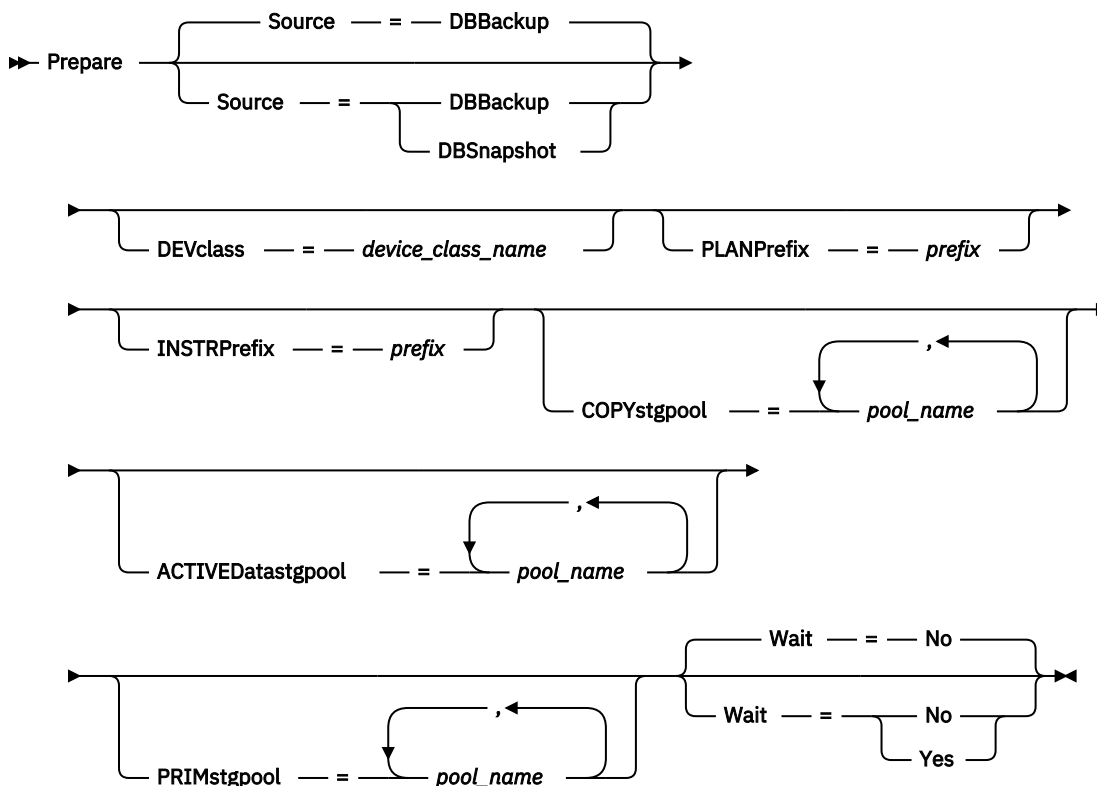 Source = DBBackup
Prepare
Source = DBBackup
DBSnapshot
DEVclass = device_class_name PLANPrefix = prefix
INSTRPrefix = prefix
,
COPYstgpool = pool_name
,
ACTIVEDatastgpool = pool_name
Wait = No
,
Wait = No
Yes
PRIMstgpool = pool_name